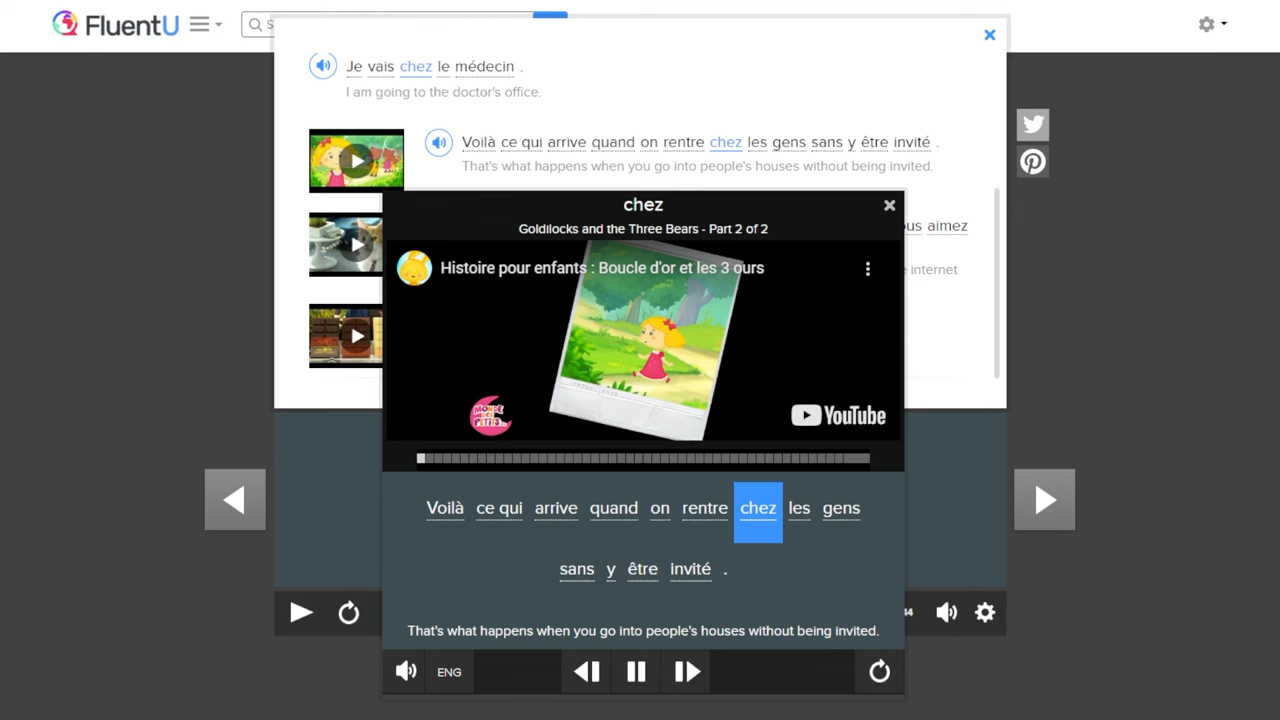 FluentU
S
Je vais chez le médecin .
I am going to the doctor's office.
Voilà ce qui arrive quand on rentre chez les gens sans y être invité .
That's what happens when you go into people's houses without being invited.
ous aimez
e internet
chez
Goldilocks and the Three Bears - Part 2 of 2
Histoire pour enfants : Boucle d'or et les 3 ours
MONDE
DES
PETITS
YouTube
Voilà ce qui arrive quand on rentre chez les gens
sans y être invité .
That's what happens when you go into people's houses without being invited.
ENG